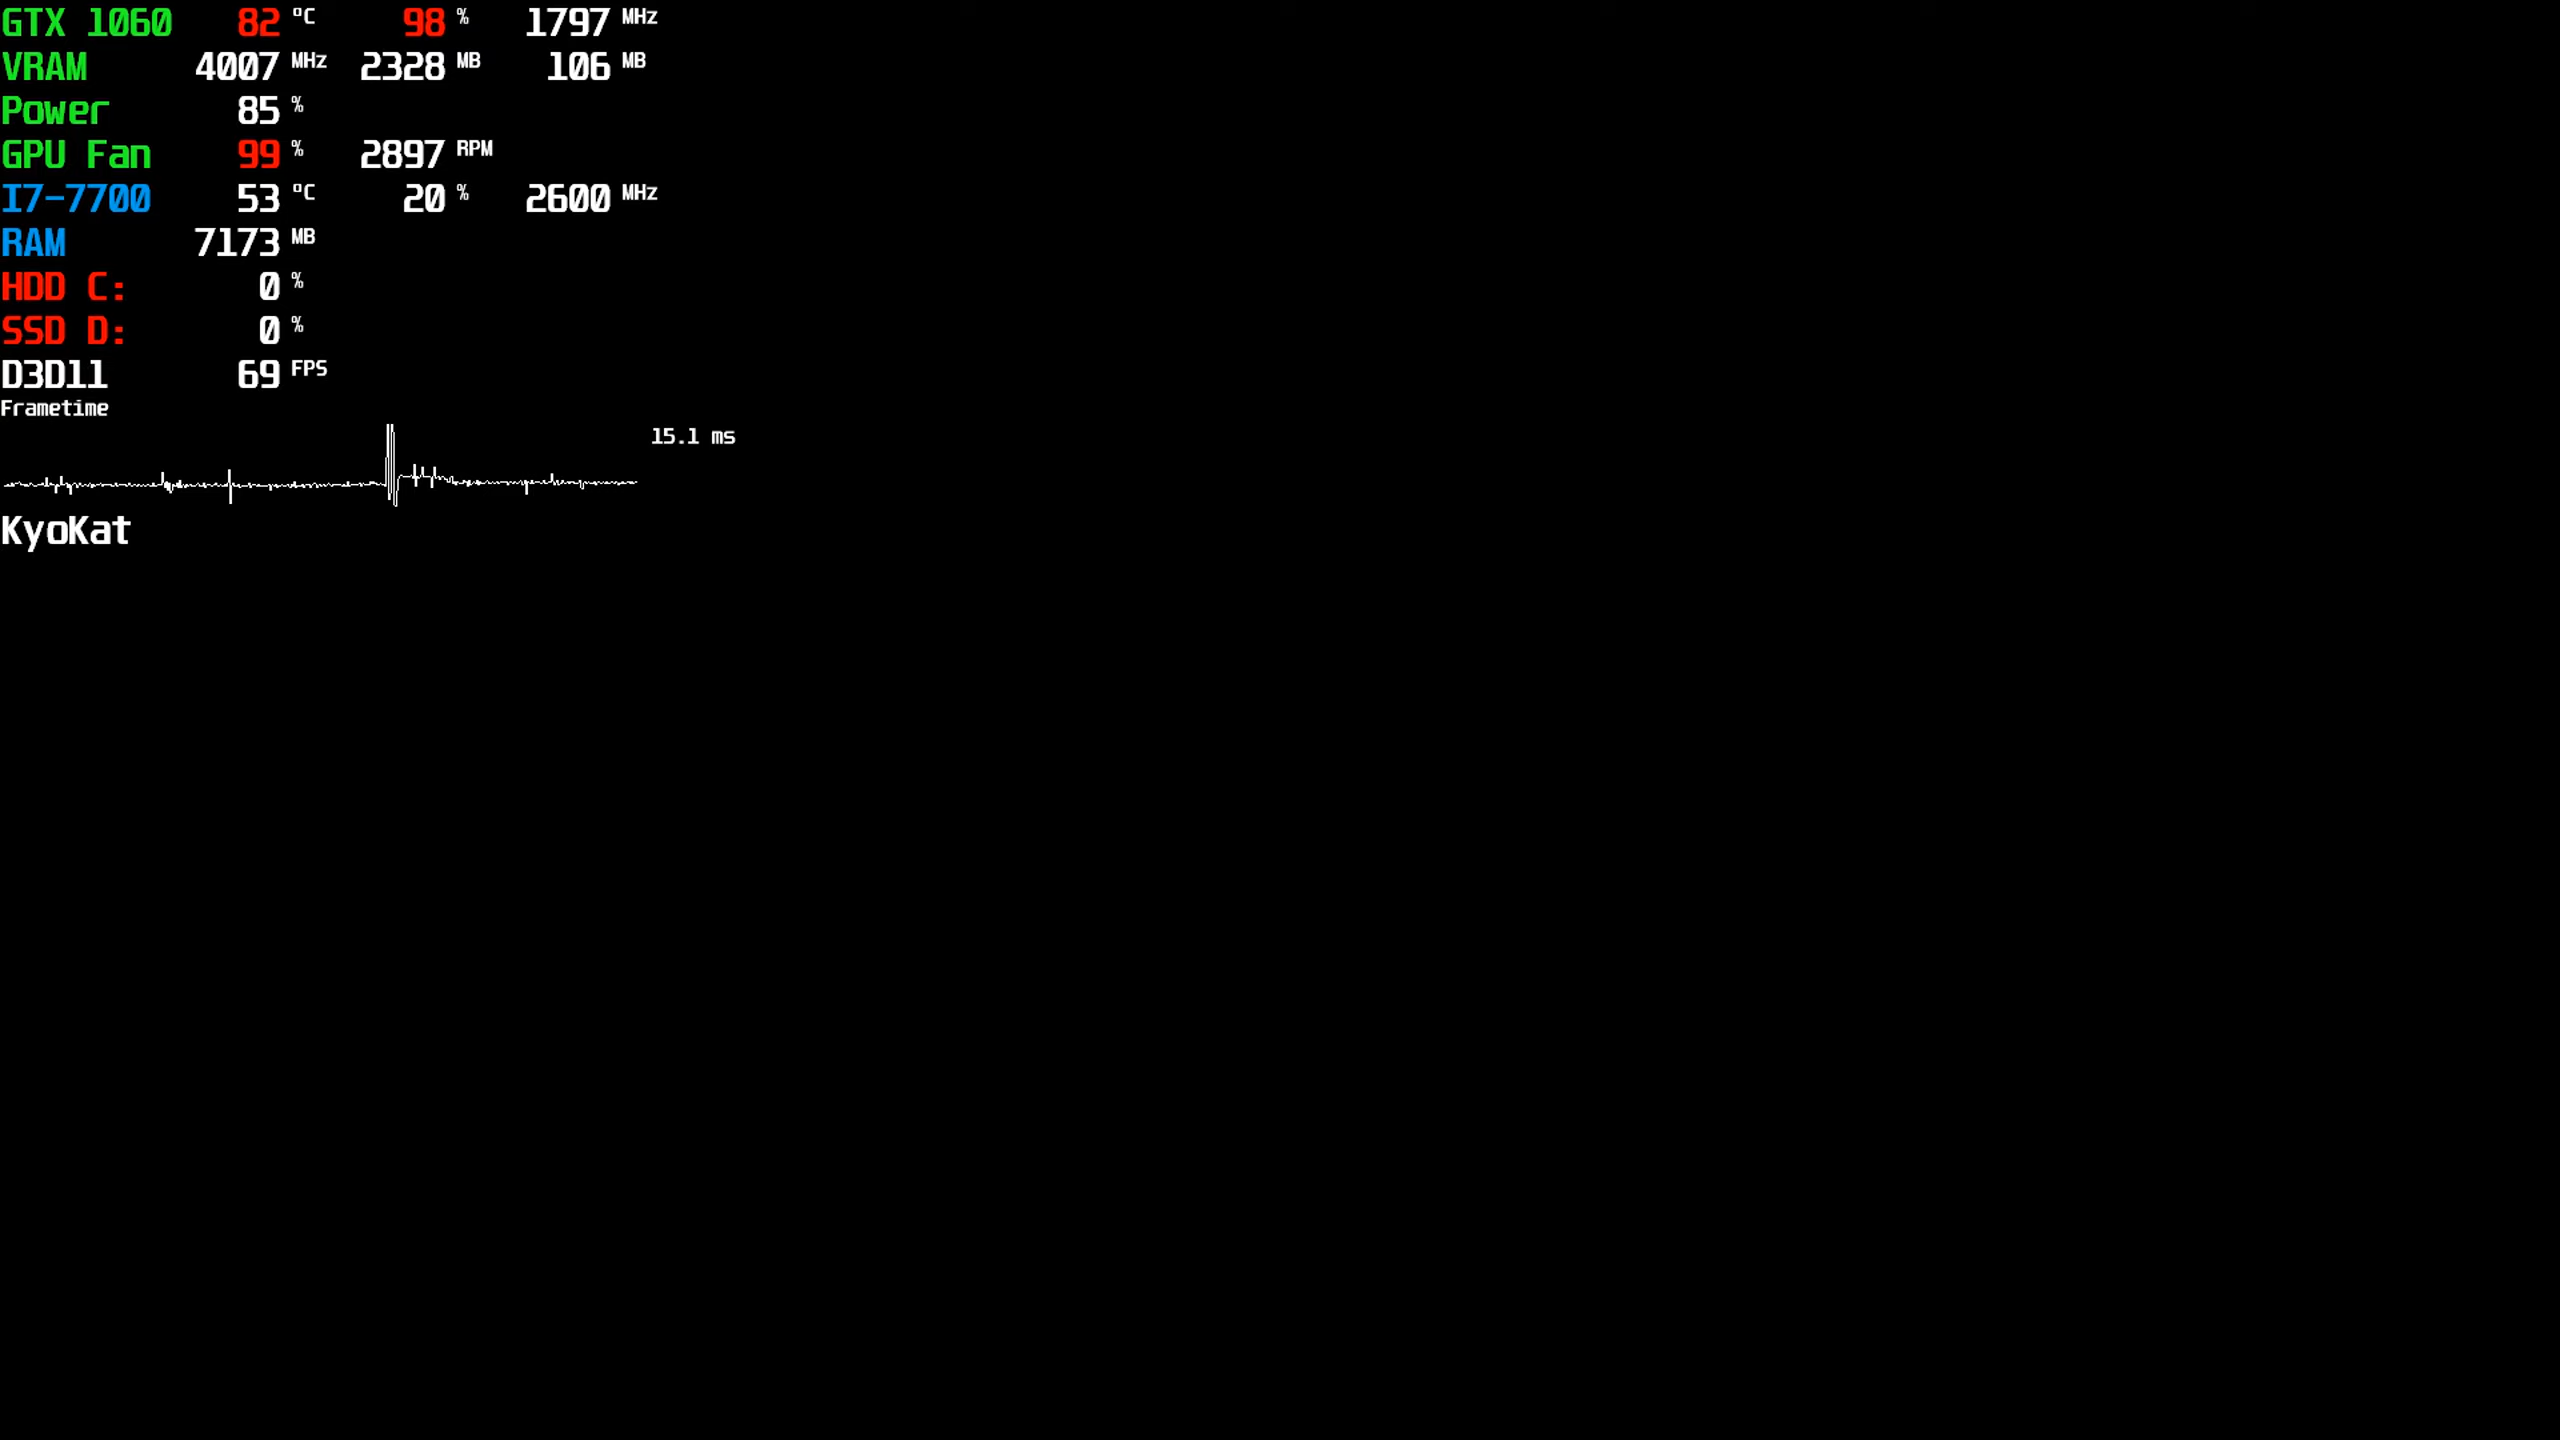 GTX 1060 82 °C 98 % 1797 MHz
VRAM 4007 MHz 2328 MB 106 MB
Power 85 %
GPU Fan 99 % 2897 RPM
I7-7700 53 °C 20 % 2600 MHz
RAM 7173 MB
HDD C: 0 %
SSD D: 0 %
D3D11 69 FPS
Frametime
15.1 ms
KyoKat